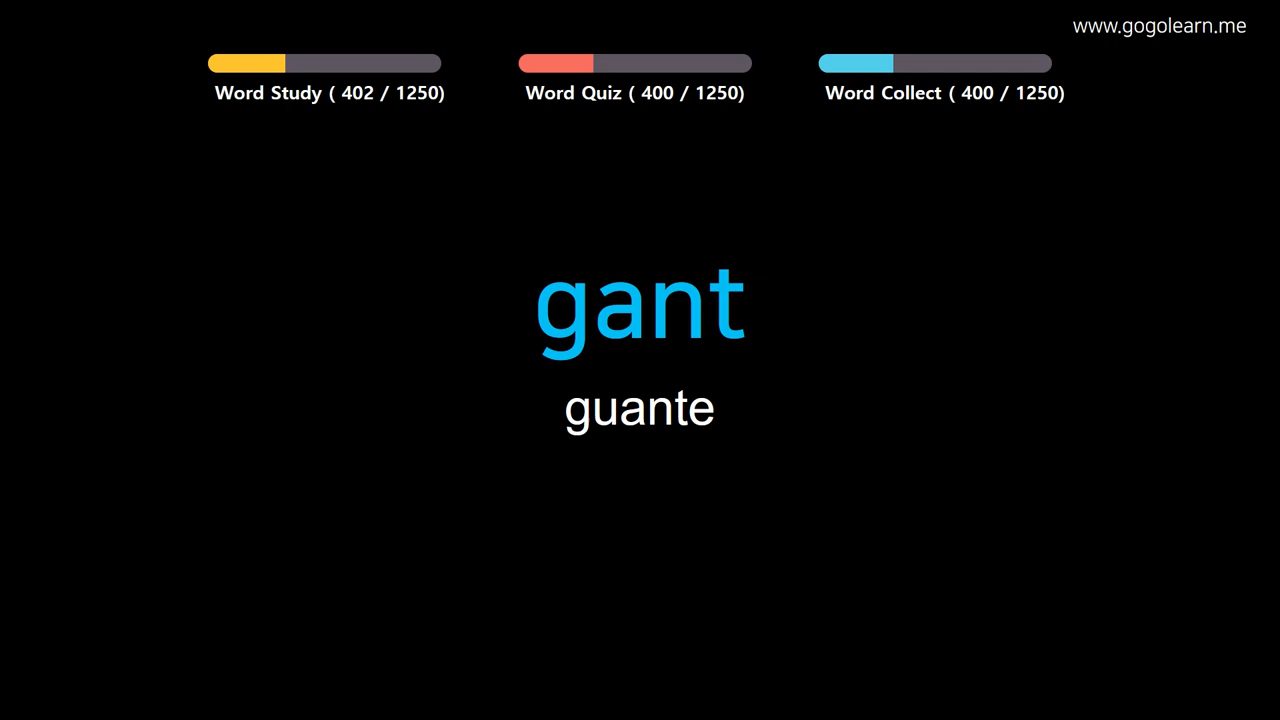 www.gogolearn.me
Word Study ( 402 / 1250)
Word Quiz ( 400 / 1250)
Word Collect ( 400 / 1250)
gant
guante